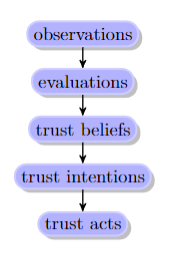 observations
evaluations
trust beliefs
trust intentions
trust acts